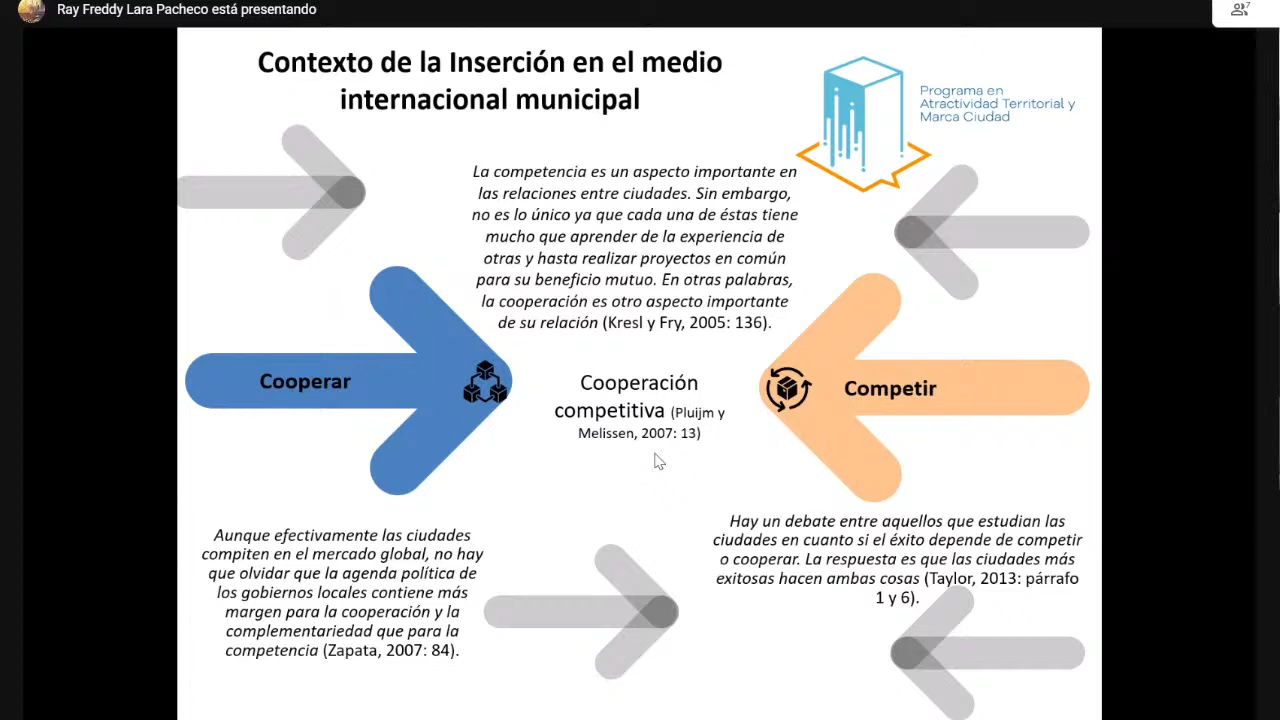 Ray Freddy Lara Pacheco está presentando
7
Contexto de la Inserción en el medio
internacional municipal
Programa en
Atractividad Territorial y
Marca Ciudad
La competencia es un aspecto importante en
las relaciones entre ciudades. Sin embargo,
no es lo único ya que cada una de éstas tiene
mucho que aprender de la experiencia de
otras y hasta realizar proyectos en común
para su beneficio mutuo. En otras palabras,
la cooperación es otro aspecto importante
de su relación (Kresl y Fry, 2005: 136).
Cooperar
Cooperación
competitiva (Pluijm y
Melissen, 2007: 13)
Competir
Aunque efectivamente las ciudades
compiten en el mercado global, no hay
que olvidar que la agenda política de
los gobiernos locales contiene más
margen para la cooperación y la
complementariedad que para la
competencia (Zapata, 2007: 84).
Hay un debate entre aquellos que estudian las
ciudades en cuanto si el éxito depende de competir
o cooperar. La respuesta es que las ciudades más
exitosas hacen ambas cosas (Taylor, 2013: párrafo
1 y 6).